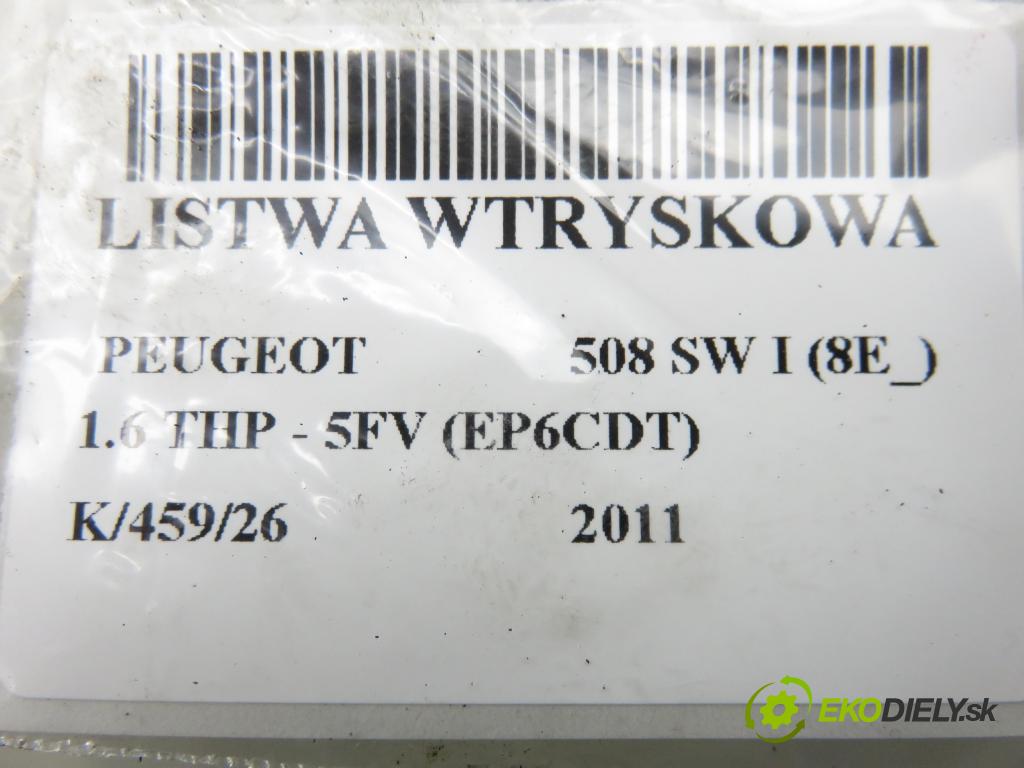 LISTWA WTRYSKOWA
PEUGEOT 508 SW I (8E_)
1.6 THP - 5FV (EP6CDT)
K/459/26 2011
EKODIELY.sk